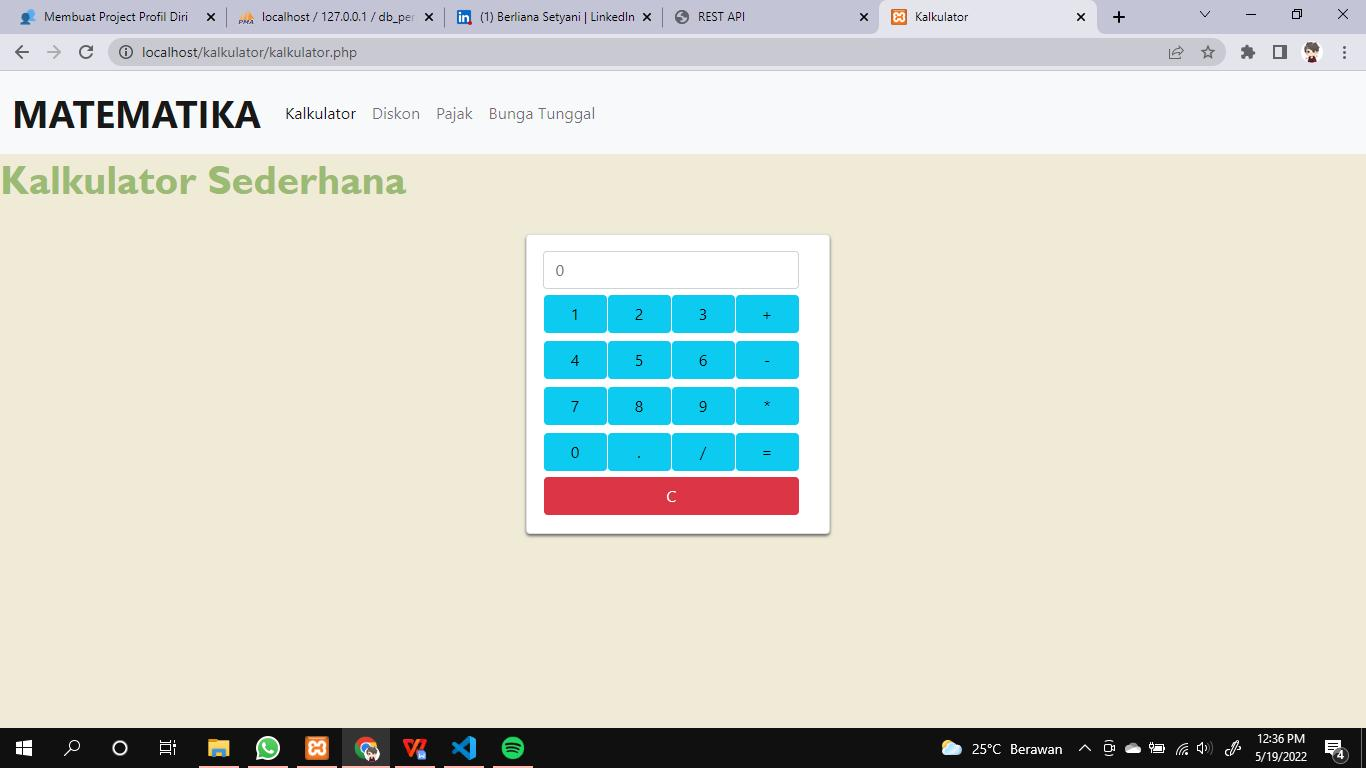 Membuat Project Profil Diri
localhost / 127.0.0.1 / db_per
(1) Berliana Setyani | LinkedIn
REST API
Kalkulator
localhost/kalkulator/kalkulator.php
MATEMATIKA Kalkulator Diskon Pajak Bunga Tunggal
Kalkulator Sederhana
0
1 2 3 +
4 5 6 -
7 8 9 *
0 . / =
C
25°C Berawan
12:36 PM
5/19/2022
4